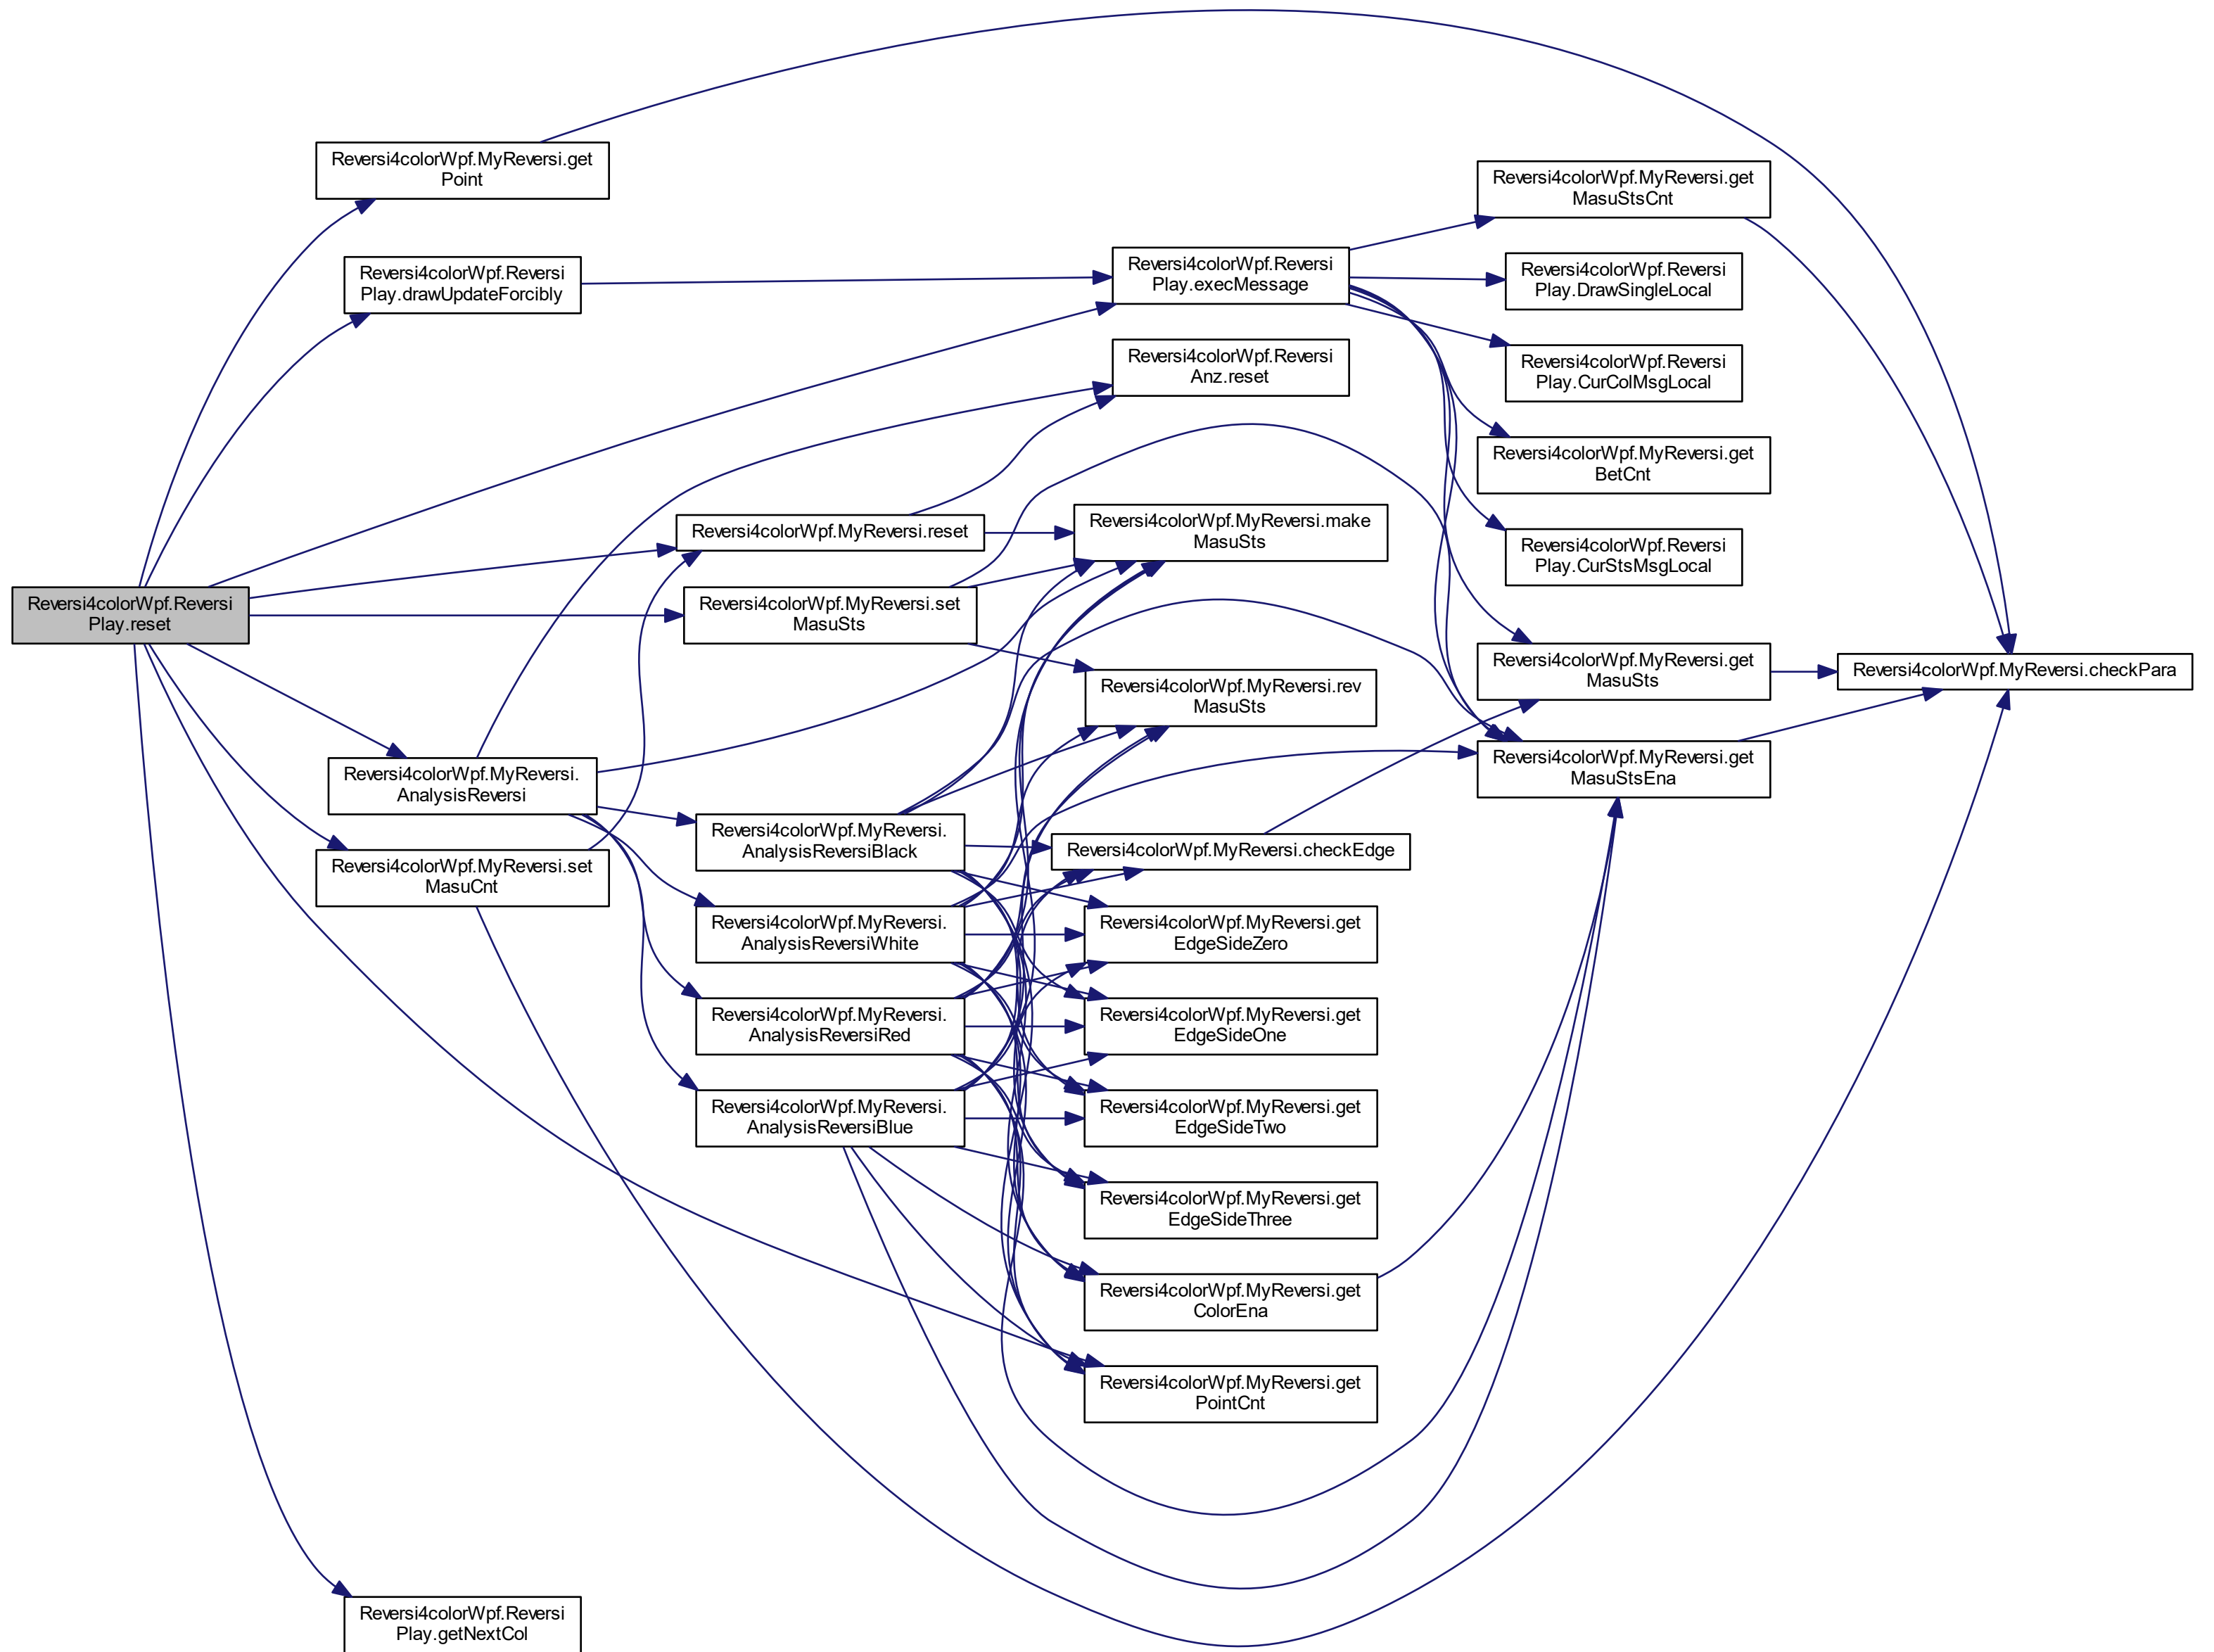 Reversi4colorWpf.Reversi
Play.reset
Reversi4colorWpf.MyReversi.get
Point
Reversi4colorWpf.Reversi
Play.drawUpdateForcibly
Reversi4colorWpf.MyReversi.
AnalysisReversi
Reversi4colorWpf.MyReversi.set
MasuCnt
Reversi4colorWpf.Reversi
Play.getNextCol
Reversi4colorWpf.MyReversi.reset
Reversi4colorWpf.MyReversi.set
MasuSts
Reversi4colorWpf.MyReversi.
AnalysisReversiBlack
Reversi4colorWpf.MyReversi.
AnalysisReversiWhite
Reversi4colorWpf.MyReversi.
AnalysisReversiRed
Reversi4colorWpf.MyReversi.
AnalysisReversiBlue
Reversi4colorWpf.Reversi
Play.execMessage
Reversi4colorWpf.Reversi
Anz.reset
Reversi4colorWpf.MyReversi.make
MasuSts
Reversi4colorWpf.MyReversi.rev
MasuSts
Reversi4colorWpf.MyReversi.checkEdge
Reversi4colorWpf.MyReversi.get
EdgeSideZero
Reversi4colorWpf.MyReversi.get
EdgeSideOne
Reversi4colorWpf.MyReversi.get
EdgeSideTwo
Reversi4colorWpf.MyReversi.get
EdgeSideThree
Reversi4colorWpf.MyReversi.get
ColorEna
Reversi4colorWpf.MyReversi.get
PointCnt
Reversi4colorWpf.MyReversi.get
MasuStsCnt
Reversi4colorWpf.Reversi
Play.DrawSingleLocal
Reversi4colorWpf.Reversi
Play.CurColMsgLocal
Reversi4colorWpf.MyReversi.get
BetCnt
Reversi4colorWpf.Reversi
Play.CurStsMsgLocal
Reversi4colorWpf.MyReversi.get
MasuSts
Reversi4colorWpf.MyReversi.get
MasuStsEna
Reversi4colorWpf.MyReversi.checkPara